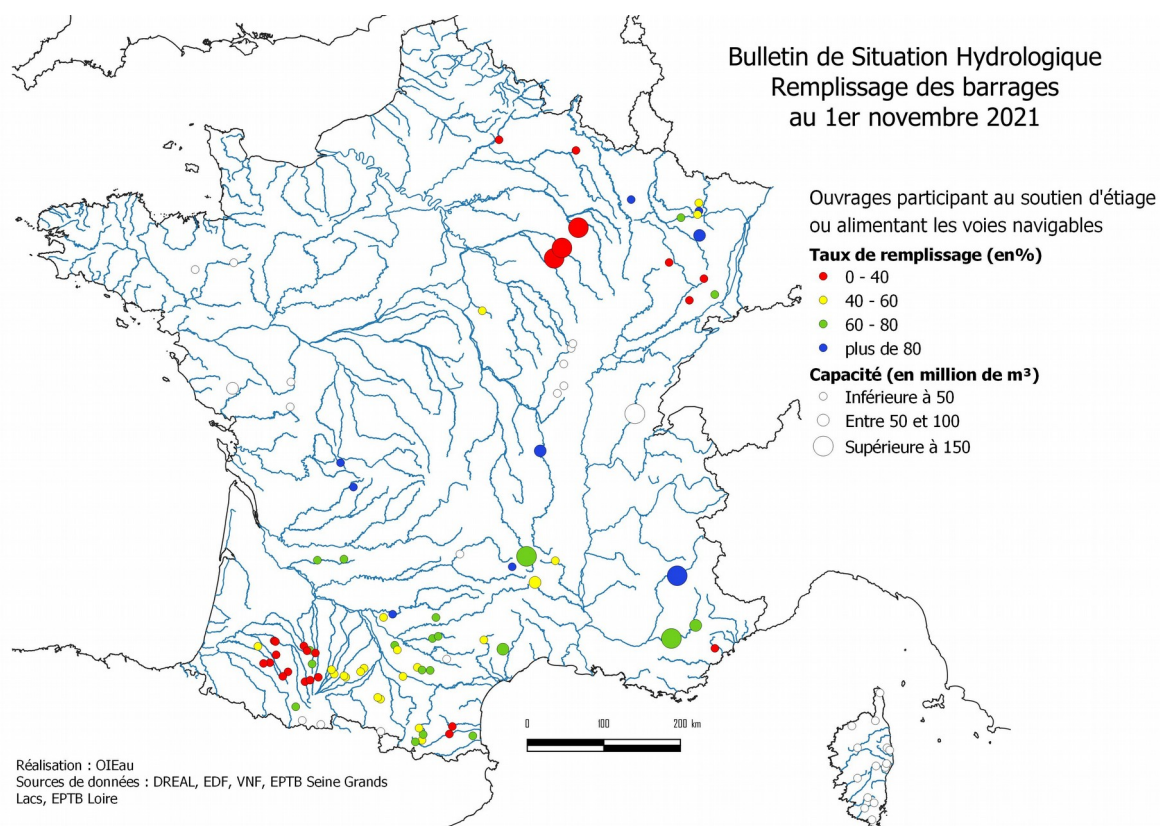 Bulletin de Situation Hydrologique
Remplissage des barrages
au 1er novembre 2021
Ouvrages participant au soutien d'étiage
ou alimentant les voies navigables
Taux de remplissage (en%)
0 - 40
40 - 60
60 - 80
plus de 80
Capacité (en million de m³)
Inférieure à 50
Entre 50 et 100
Supérieure à 150
0 100 200 km
Réalisation : OIEau
Sources de données : DREAL, EDF, VNF, EPTB Seine Grands
Lacs, EPTB Loire